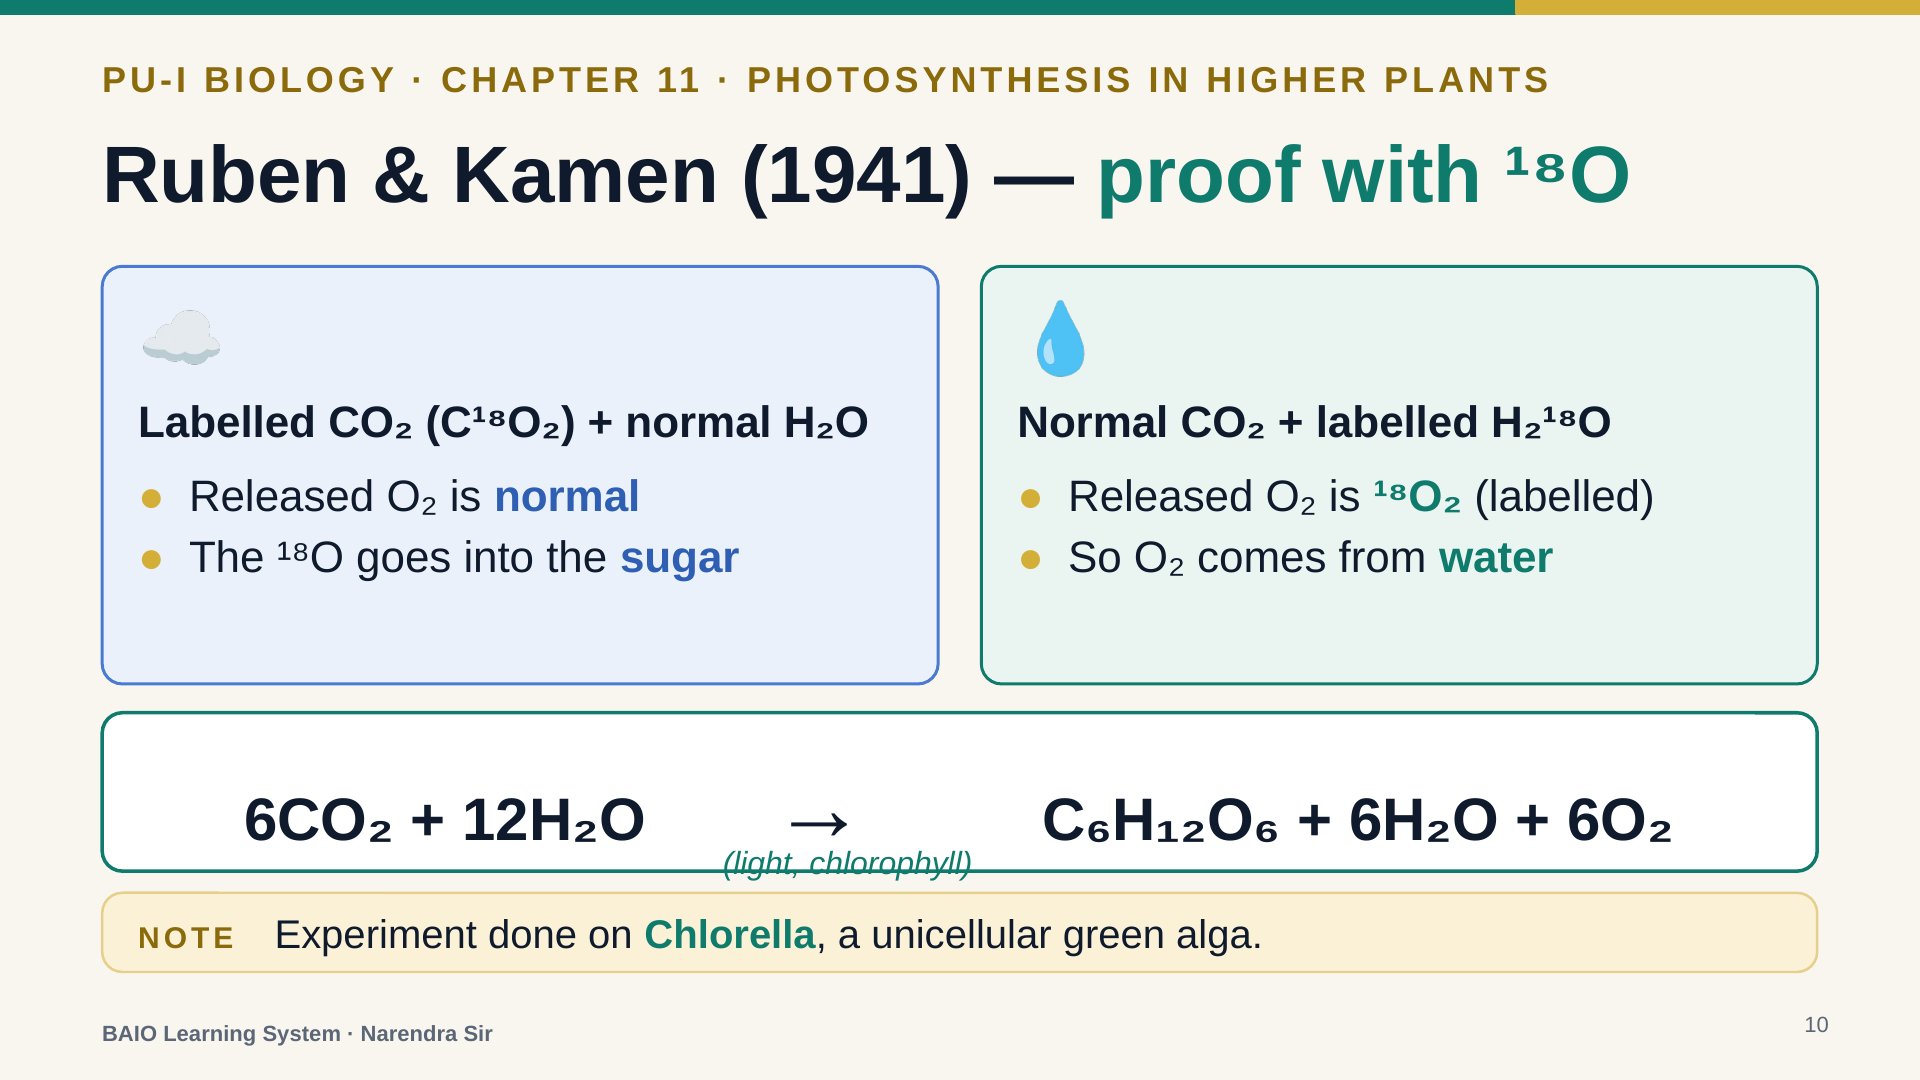 PU-I BIOLOGY · CHAPTER 11 · PHOTOSYNTHESIS IN HIGHER PLANTS
Ruben & Kamen (1941) — proof with ¹⁸O
Labelled CO₂ (C¹⁸O₂) + normal H₂O
● Released O₂ is normal
● The ¹⁸O goes into the sugar
Normal CO₂ + labelled H₂¹⁸O
● Released O₂ is ¹⁸O₂ (labelled)
● So O₂ comes from water
6CO₂ + 12H₂O → C₆H₁₂O₆ + 6H₂O + 6O₂
(light, chlorophyll)
NOTE Experiment done on Chlorella, a unicellular green alga.
BAIO Learning System · Narendra Sir
10